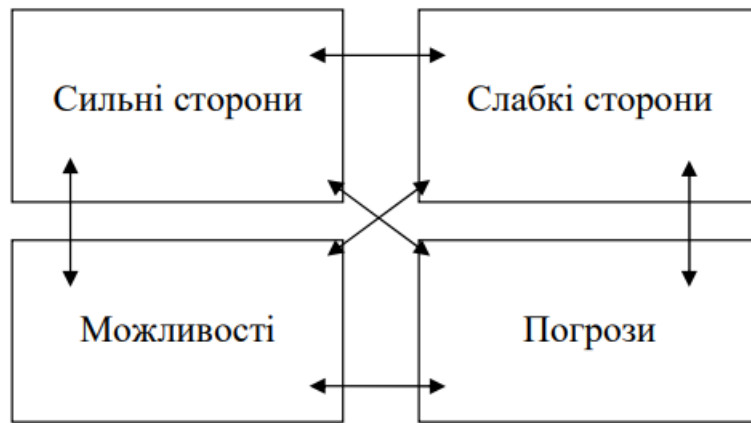 Сильні сторони
Слабкі сторони
Можливості
Погрози